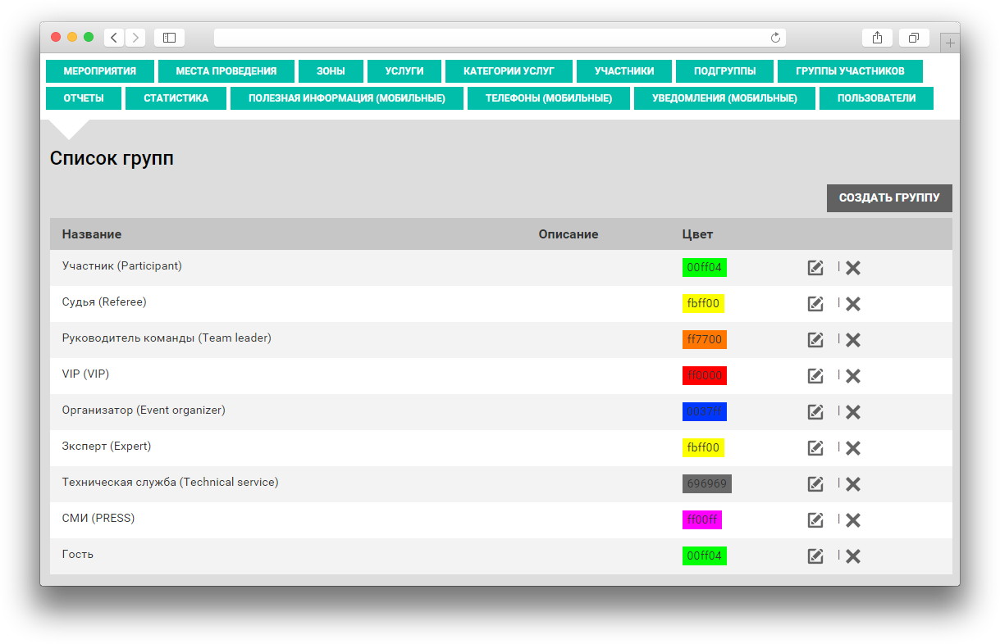 МЕРОПРИЯТИЯ МЕСТА ПРОВЕДЕНИЯ ЗОНЫ УСЛУГИ КАТЕГОРИИ УСЛУГ УЧАСТНИКИ ПОДГРУППЫ ГРУППЫ УЧАСТНИКОВ
ОТЧЕТЫ СТАТИСТИКА ПОЛЕЗНАЯ ИНФОРМАЦИЯ (МОБИЛЬНЫЕ) ТЕЛЕФОНЫ (МОБИЛЬНЫЕ) УВЕДОМЛЕНИЯ (МОБИЛЬНЫЕ) ПОЛЬЗОВАТЕЛИ
Список групп
СОЗДАТЬ ГРУППУ
Название Описание Цвет
Участник (Participant) 00ff04 |
Судья (Referee) fbff00 |
Руководитель команды (Team leader) ff7700 |
VIP (VIP) ff0000 |
Организатор (Event organizer) 0037ff |
Зксперт (Expert) fbff00 |
Техническая служба (Technical service) 696969 |
СМИ (PRESS) ff00ff |
Гость 00ff04 |